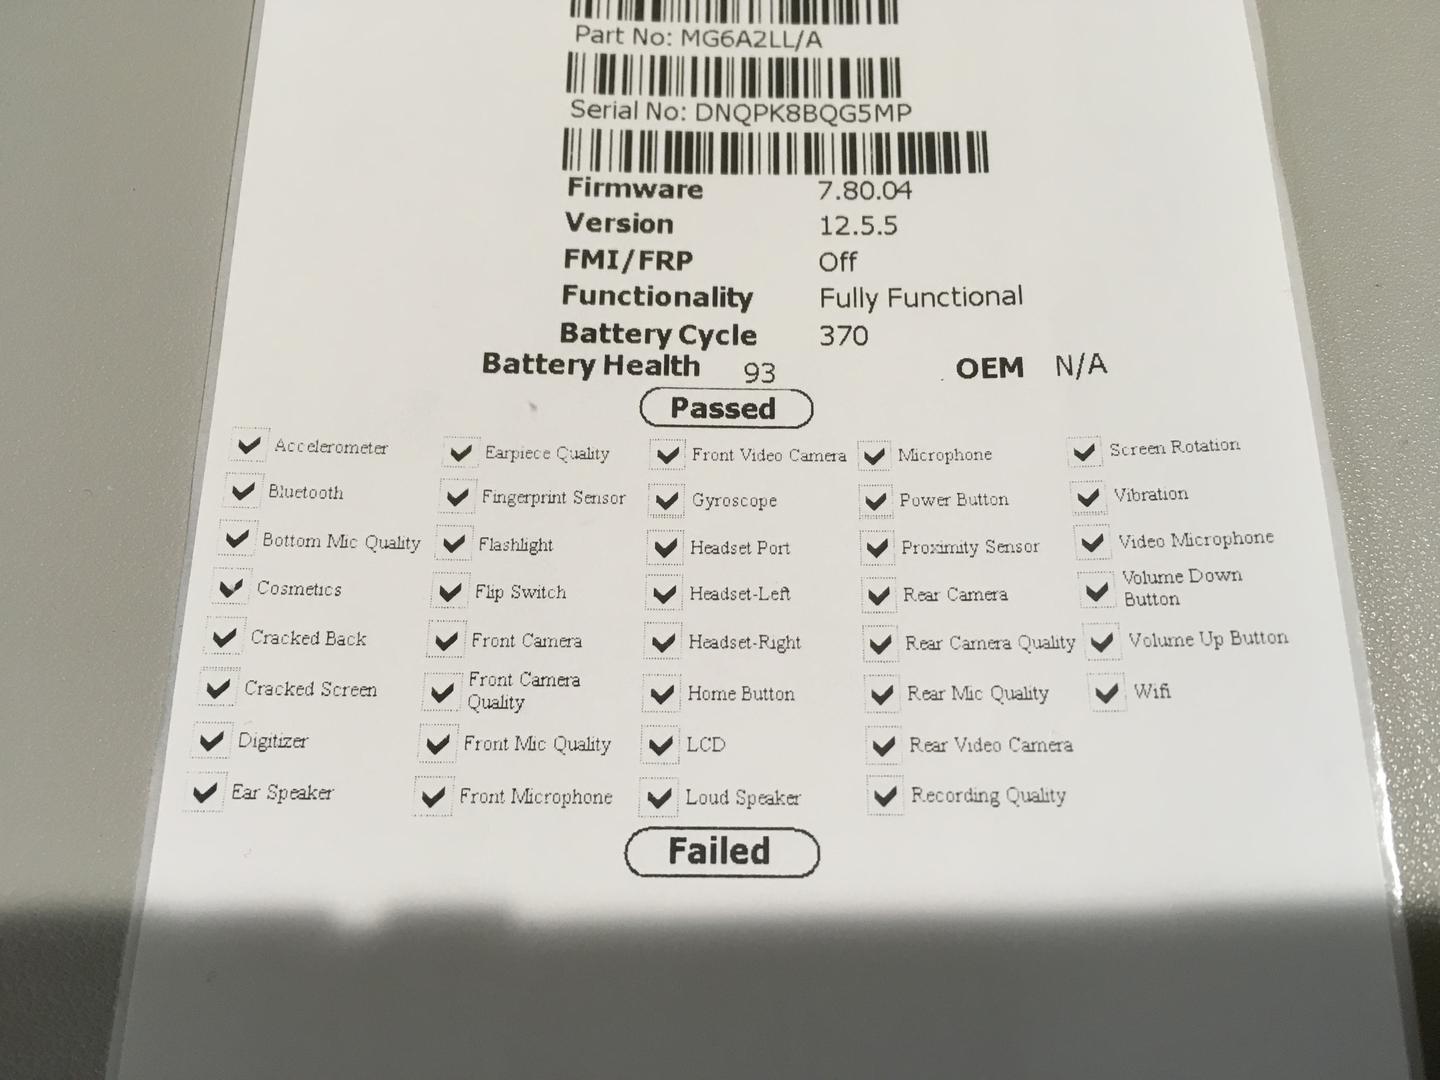 Part No: MG6A2LL/A
Serial No: DNQPK8BQG5MP
Firmware 7.80.04
Version 12.5.5
FMI/FRP Off
Functionality Fully Functional
Battery Cycle 370
Battery Health 93 OEM N/A
Passed
Accelerometer Earpiece Quality Front Video Camera Microphone Screen Rotation
Bluetooth Fingerprint Sensor Gyroscope Power Button Vibration
Bottom Mic Quality Flashlight Headset Port Proximity Sensor Video Microphone
Cosmetics Flip Switch Headset-Left Rear Camera Volume Down Button
Cracked Back Front Camera Headset-Right Rear Camera Quality Volume Up Button
Cracked Screen Front Camera Quality Home Button Rear Mic Quality Wifi
Digitizer Front Mic Quality LCD Rear Video Camera
Ear Speaker Front Microphone Loud Speaker Recording Quality
Failed